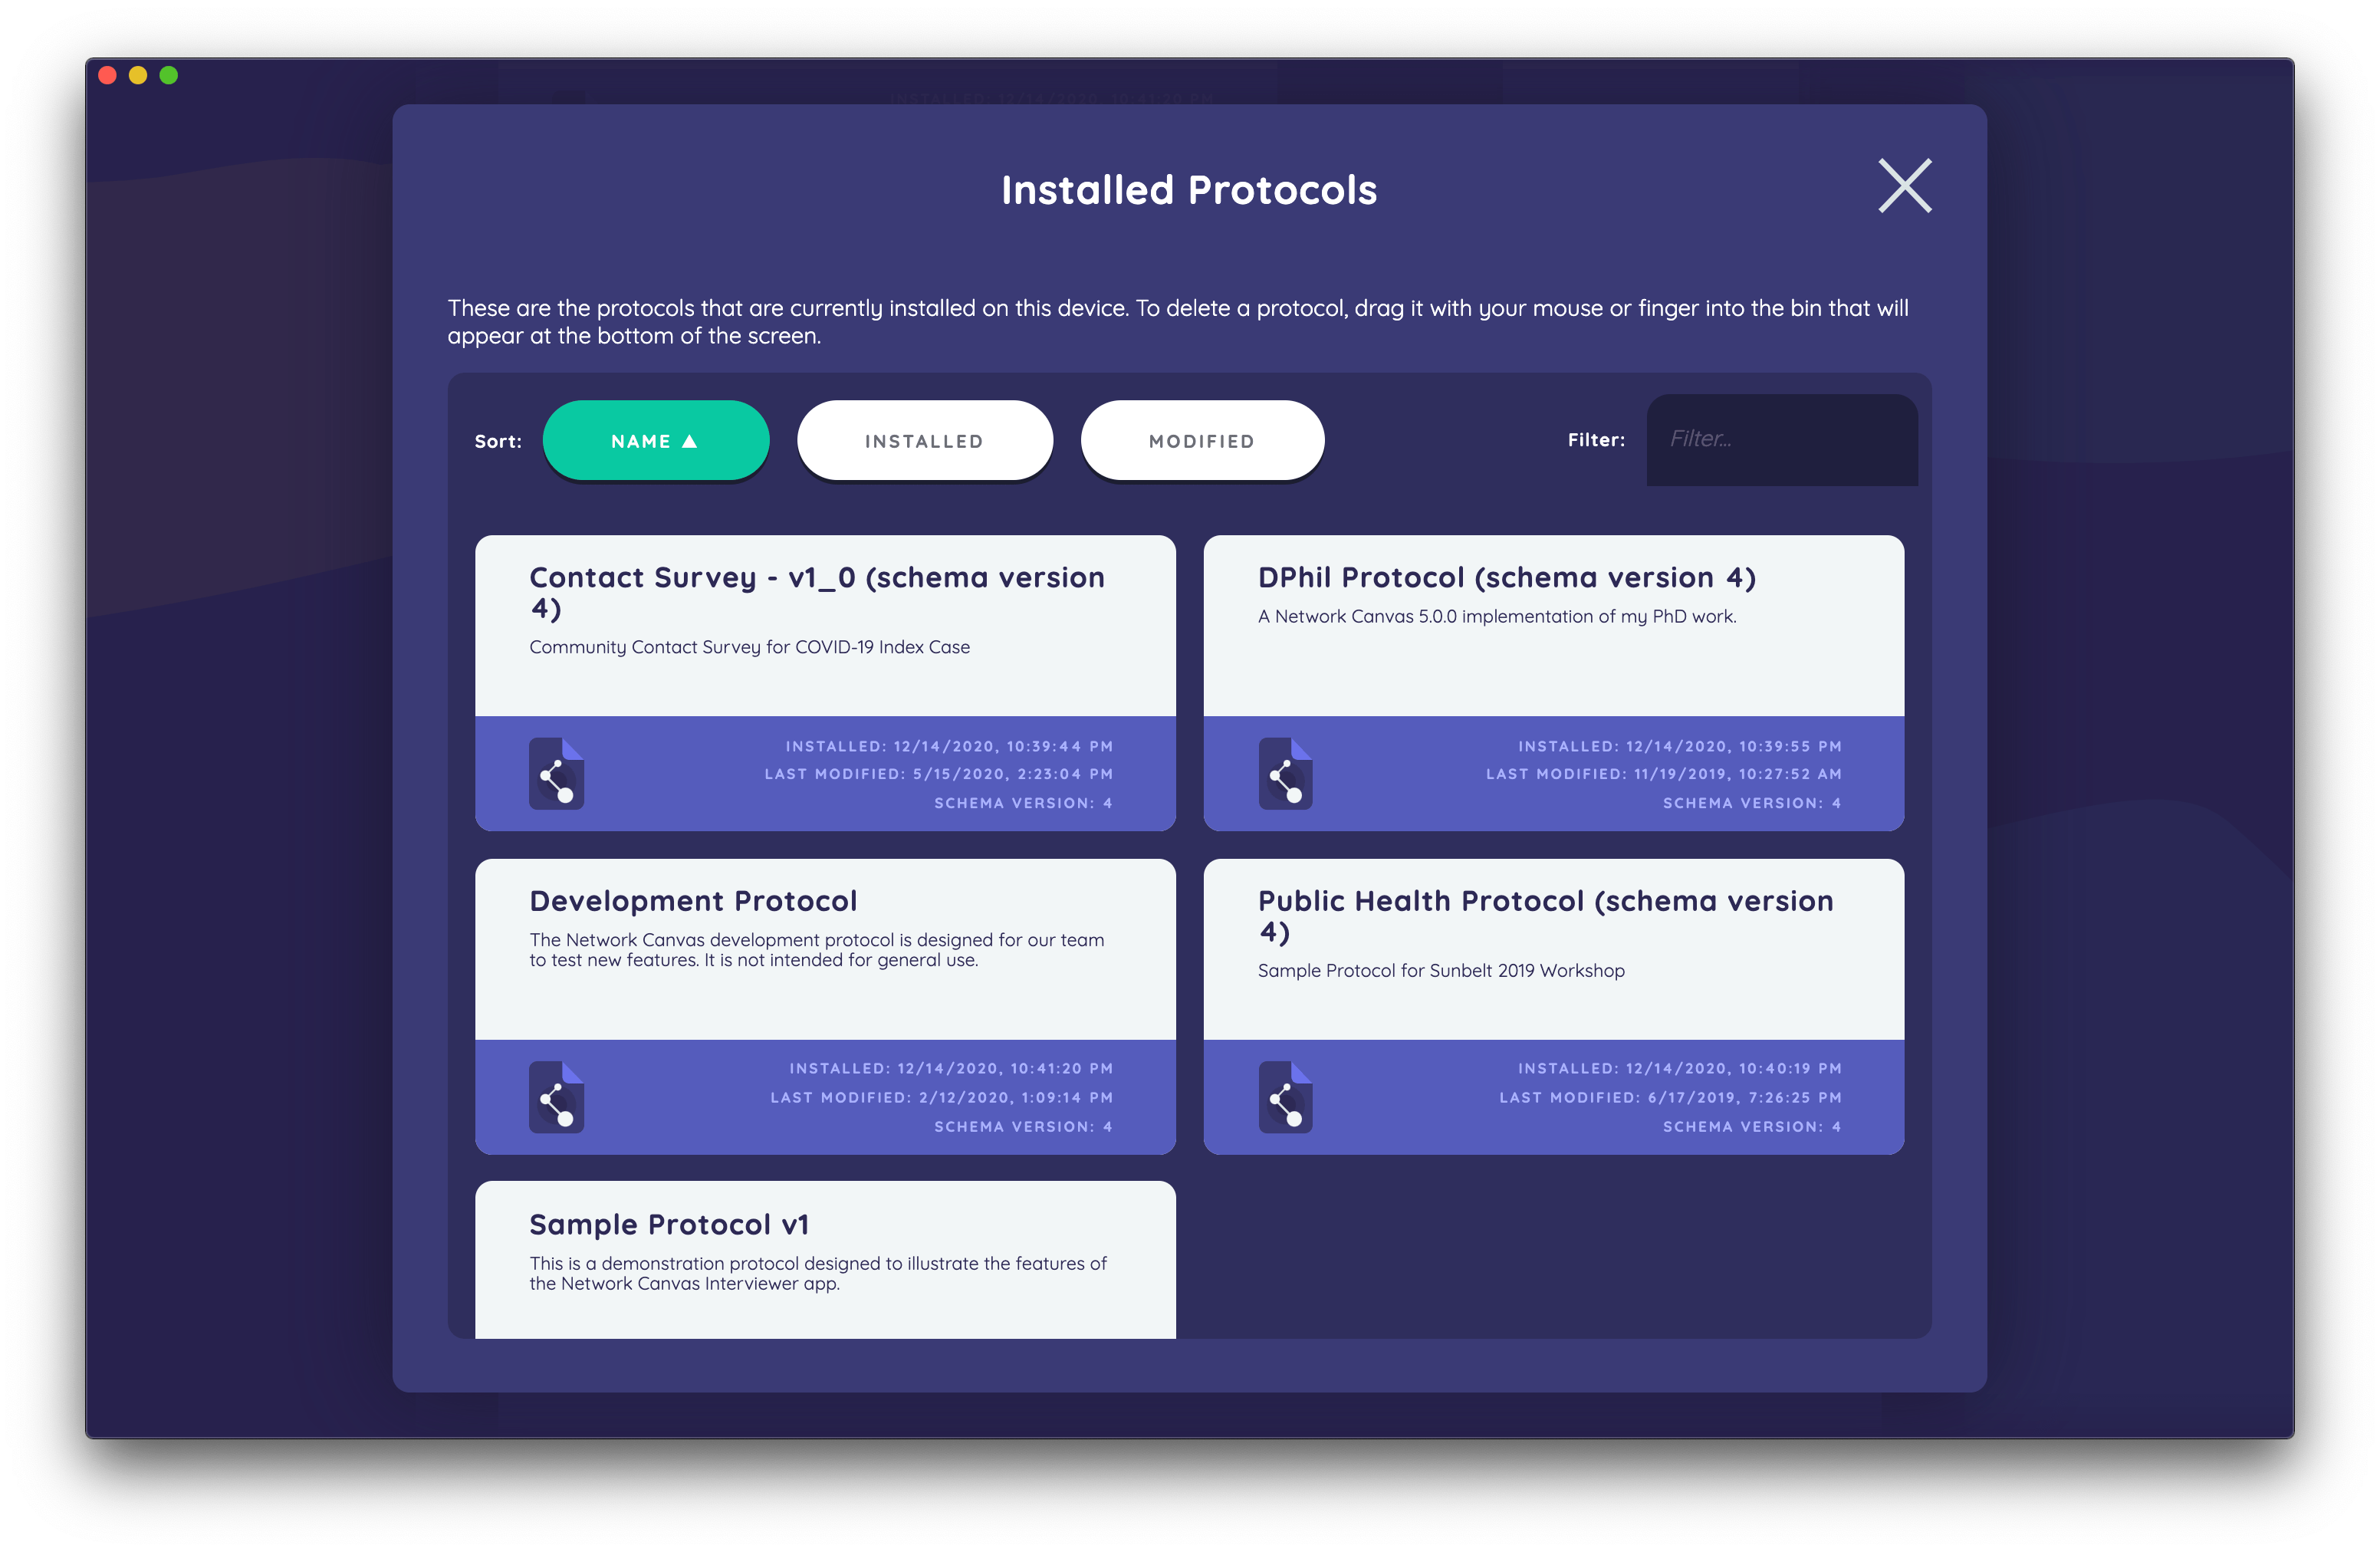 INSTALLED: 12/14/2020, 10:41:20 PM
Installed Protocols
These are the protocols that are currently installed on this device. To delete a protocol, drag it with your mouse or finger into the bin that will
appear at the bottom of the screen.
Sort: NAME ▲ INSTALLED MODIFIED Filter: Filter...
Contact Survey - v1_0 (schema version
4)
Community Contact Survey for COVID-19 Index Case
INSTALLED: 12/14/2020, 10:39:44 PM
LAST MODIFIED: 5/15/2020, 2:23:04 PM
SCHEMA VERSION: 4
DPhil Protocol (schema version 4)
A Network Canvas 5.0.0 implementation of my PhD work.
INSTALLED: 12/14/2020, 10:39:55 PM
LAST MODIFIED: 11/19/2019, 10:27:52 AM
SCHEMA VERSION: 4
Development Protocol
The Network Canvas development protocol is designed for our team
to test new features. It is not intended for general use.
INSTALLED: 12/14/2020, 10:41:20 PM
LAST MODIFIED: 2/12/2020, 1:09:14 PM
SCHEMA VERSION: 4
Public Health Protocol (schema version
4)
Sample Protocol for Sunbelt 2019 Workshop
INSTALLED: 12/14/2020, 10:40:19 PM
LAST MODIFIED: 6/17/2019, 7:26:25 PM
SCHEMA VERSION: 4
Sample Protocol v1
This is a demonstration protocol designed to illustrate the features of
the Network Canvas Interviewer app.